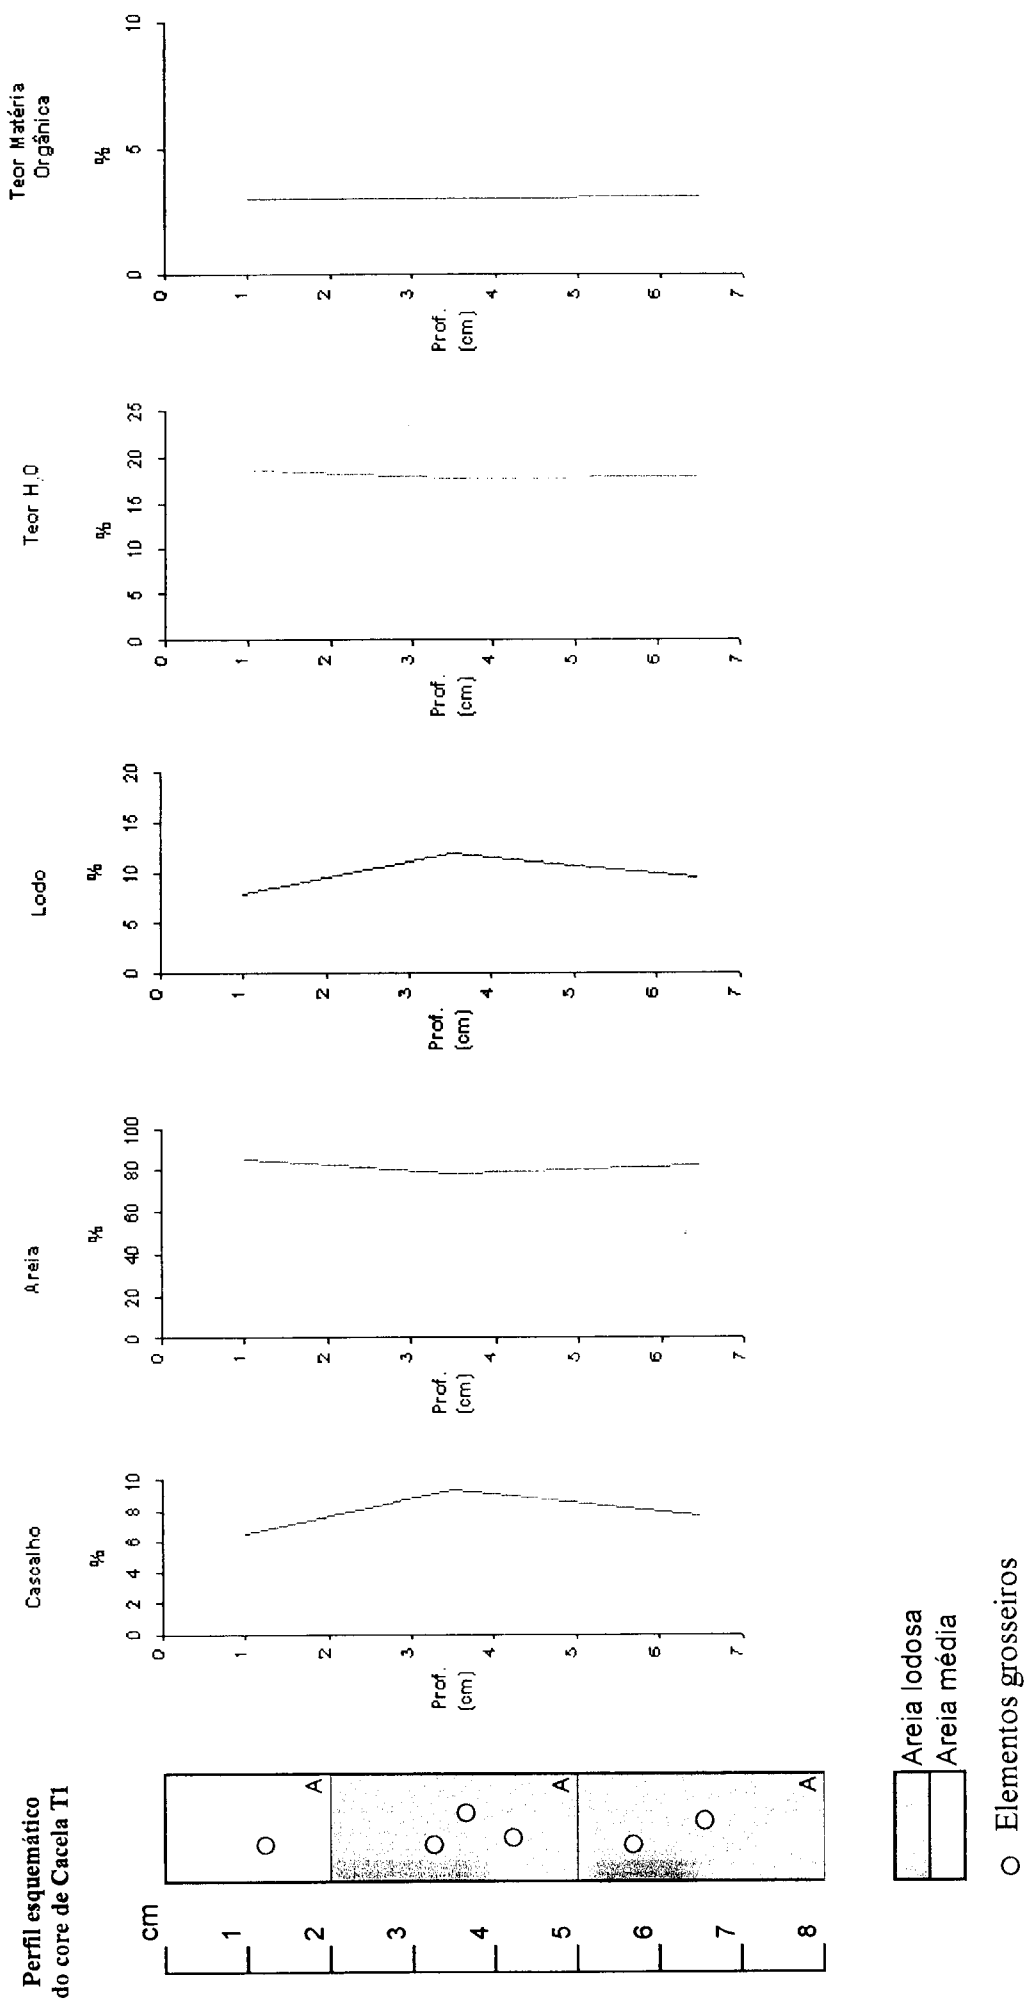 Perfil esquemático
do core de Cacela T1
cm
1
2
3
4
5
6
7
8
A
A
A
Cascalho
%
0 2 4 6 8 10
0
1
2
3
4
5
6
7
Prof.
(cm)
Areia
%
0 20 40 60 80 100
0
1
2
3
4
5
6
7
Prof.
(cm)
Lodo
%
0 5 10 15 20
0
1
2
3
4
5
6
7
Prof.
(cm)
Teor H2O
%
0 5 10 15 20 25
0
1
2
3
4
5
6
7
Prof.
(cm)
Teor Matéria
Orgânica
%
0 5 10
0
1
2
3
4
5
6
7
Prof.
(cm)
Areia lodosa
Areia média
Elementos grosseiros